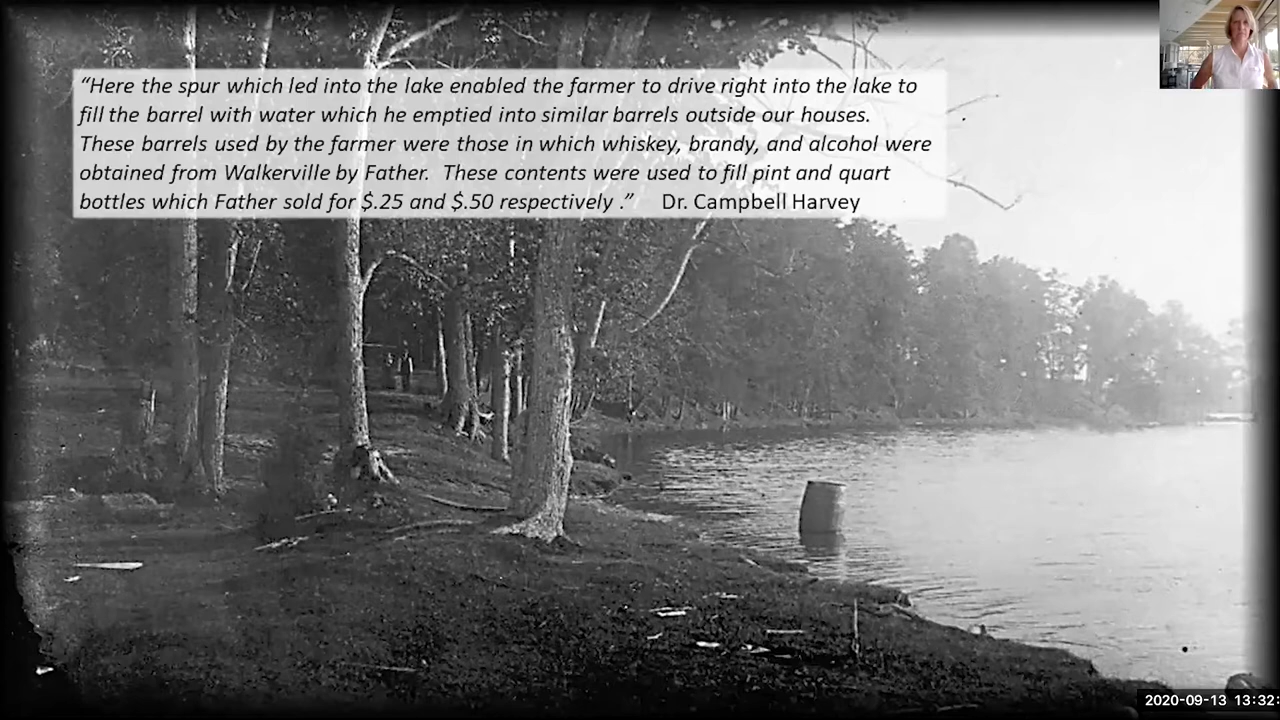 “Here the spur which led into the lake enabled the farmer to drive right into the lake to
fill the barrel with water which he emptied into similar barrels outside our houses.
These barrels used by the farmer were those in which whiskey, brandy, and alcohol were
obtained from Walkerville by Father.  These contents were used to fill pint and quart
bottles which Father sold for $.25 and $.50 respectively .”    Dr. Campbell Harvey
2020-09-13 13:32: